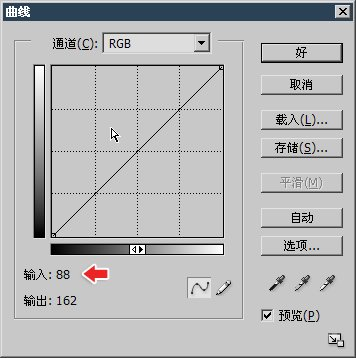 曲线
通道(C): RGB
好
取消
载入(L)...
存储(S)...
平滑(M)
自动
选项...
输入: 88
输出: 162
预览(P)